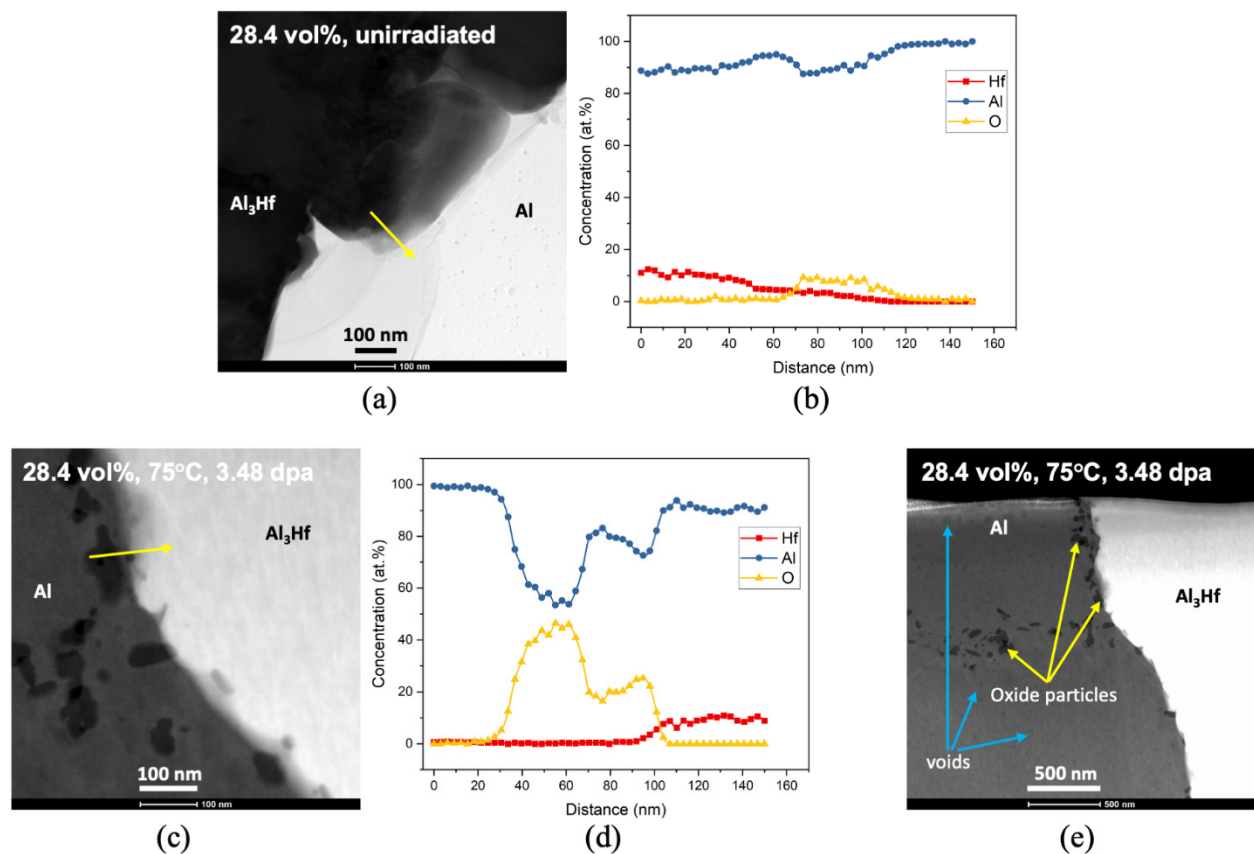 28.4 vol%, unirradiated
Al₃Hf
Al
100 nm
100 nm
(a)
Concentration (at.%)
100
80
60
40
20
0
Hf
Al
O
0 20 40 60 80 100 120 140 160
Distance (nm)
(b)
28.4 vol%, 75°C, 3.48 dpa
Al₃Hf
Al
100 nm
100 nm
(c)
Concentration (at.%)
100
80
60
40
20
0
Hf
Al
O
0 20 40 60 80 100 120 140 160
Distance (nm)
(d)
28.4 vol%, 75°C, 3.48 dpa
Al
Al₃Hf
Oxide particles
voids
500 nm
500 nm
(e)